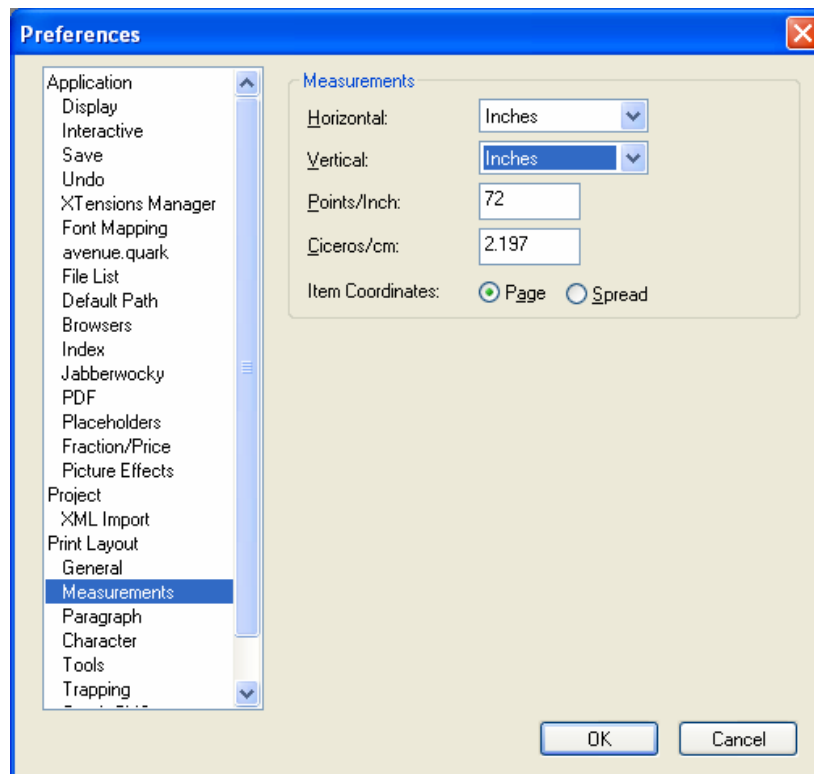 Preferences
Application
Display
Interactive
Save
Undo
XTensions Manager
Font Mapping
avenue.quark
File List
Default Path
Browsers
Index
Jabberwocky
PDF
Placeholders
Fraction/Price
Picture Effects
Project
XML Import
Print Layout
General
Measurements
Paragraph
Character
Tools
Trapping
Measurements
Horizontal: Inches
Vertical: Inches
Points/Inch: 72
Ciceros/cm: 2.197
Item Coordinates: Page Spread
OK Cancel